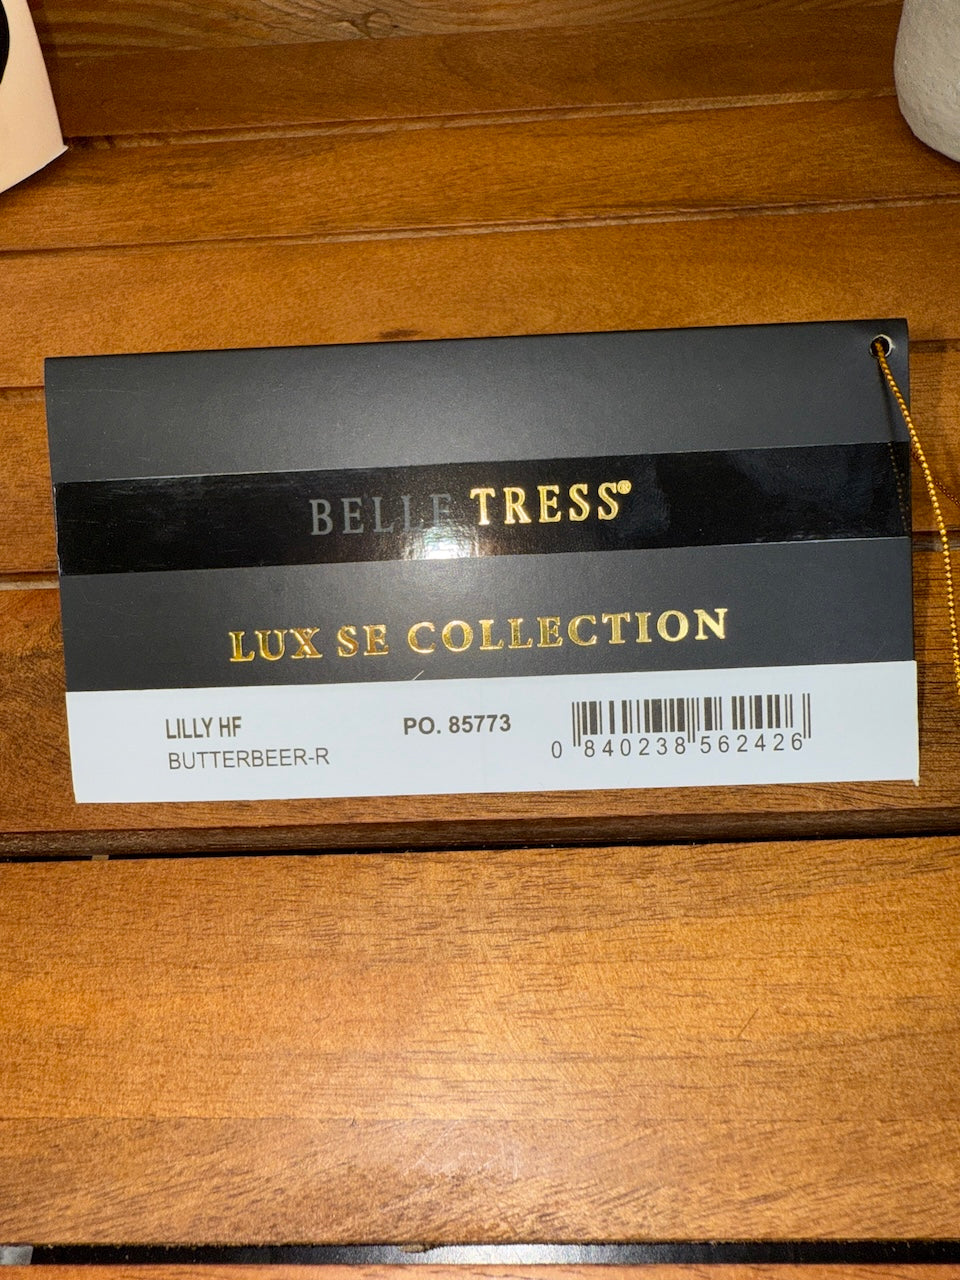 BELLE TRESS®
LUX SE COLLECTION
LILLY HF
BUTTERBEER-R
PO. 85773
0 840238 562426